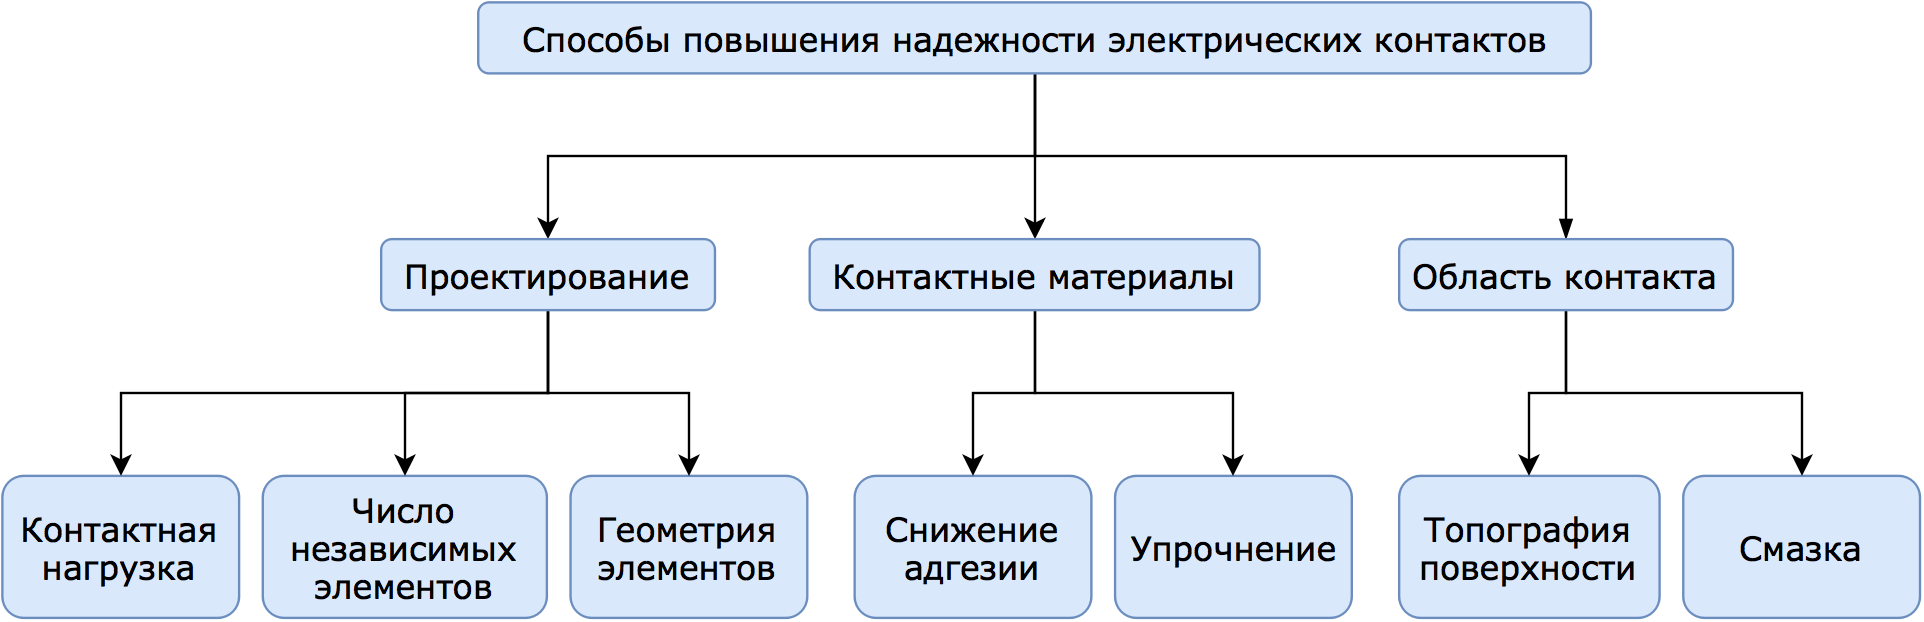 Способы повышения надежности электрических контактов
Проектирование
Контактные материалы
Область контакта
Контактная
нагрузка
Число
независимых
элементов
Геометрия
элементов
Снижение
адгезии
Упрочнение
Топография
поверхности
Смазка